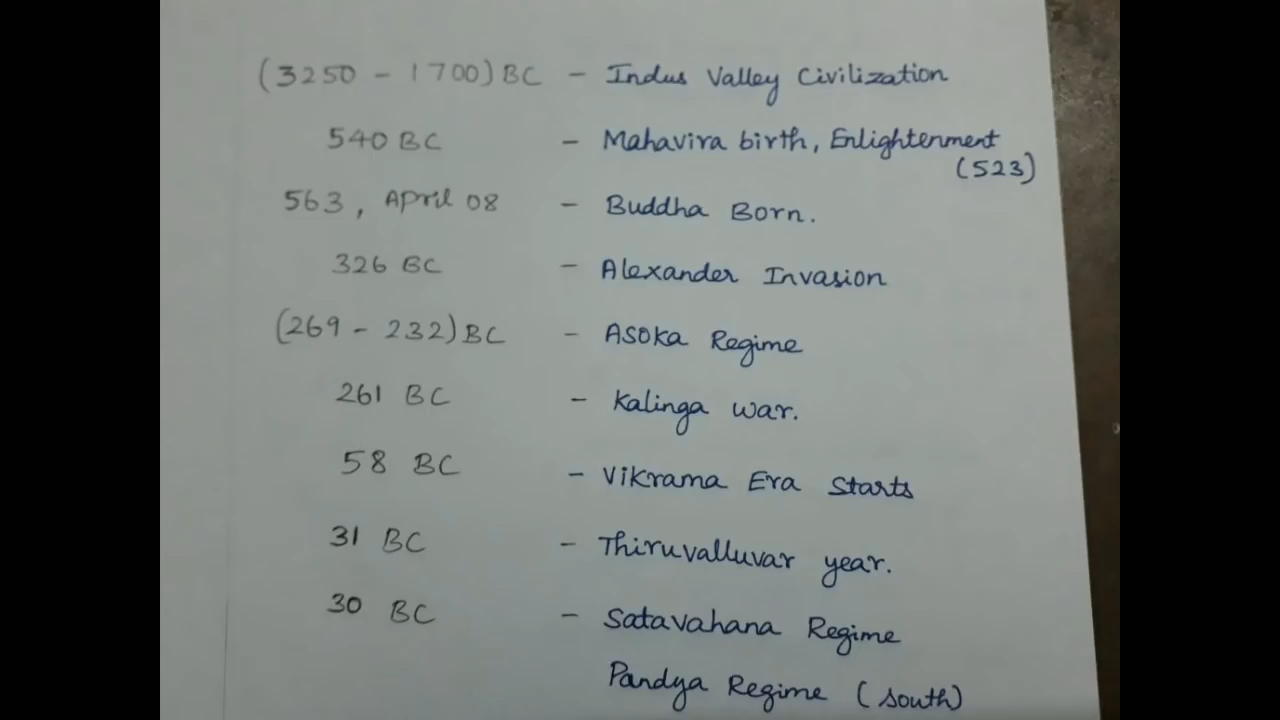 (3250 - 1700) BC - Indus Valley Civilization
540 BC - Mahavira birth, Enlightenment
(523)
563, April 08 - Buddha Born.
326 BC - Alexander Invasion
(269 - 232) BC - Asoka Regime
261 BC - Kalinga war.
58 BC - Vikrama Era Starts
31 BC - Thiruvalluvar year.
30 BC - Satavahana Regime
Pandya Regime (south)